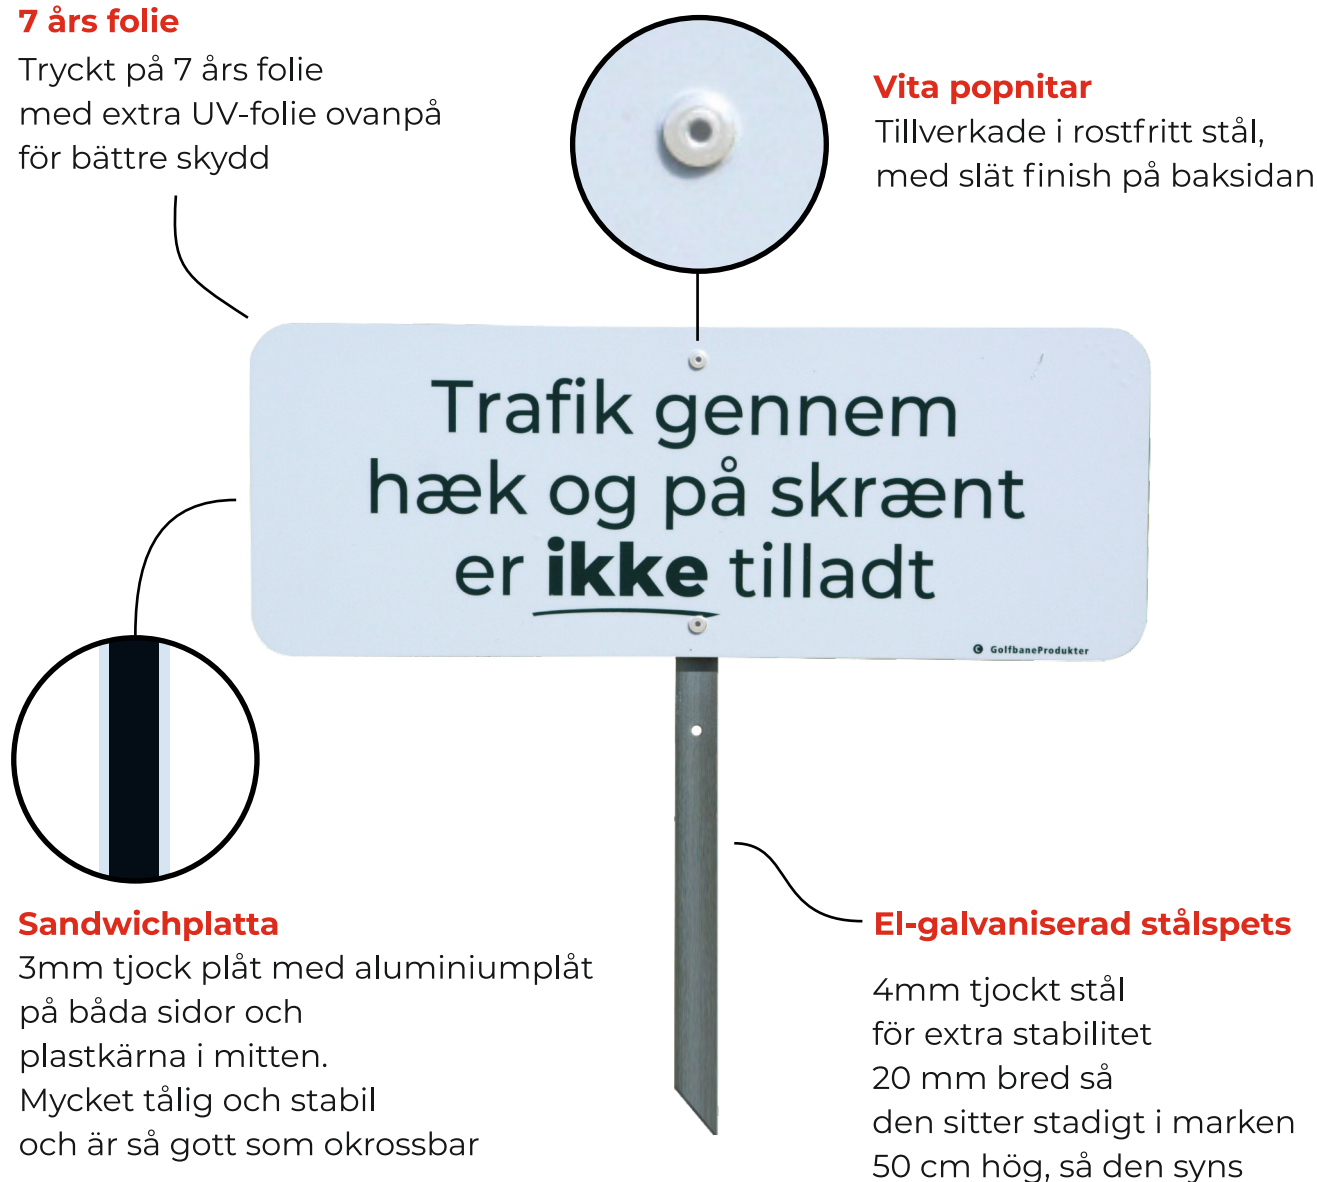 7 års folie
Tryckt på 7 års folie
med extra UV-folie ovanpå
för bättre skydd
Vita popnitar
Tillverkade i rostfritt stål,
med slät finish på baksidan
Trafik gennem
hæk og på skrænt
er ikke tilladt
GolfbaneProdukter
Sandwichplatta
3mm tjock plåt med aluminiumplåt
på båda sidor och
plastkärna i mitten.
Mycket tålig och stabil
och är så gott som okrossbar
El-galvaniserad stålspets
4mm tjockt stål
för extra stabilitet
20 mm bred så
den sitter stadigt i marken
50 cm hög, så den syns